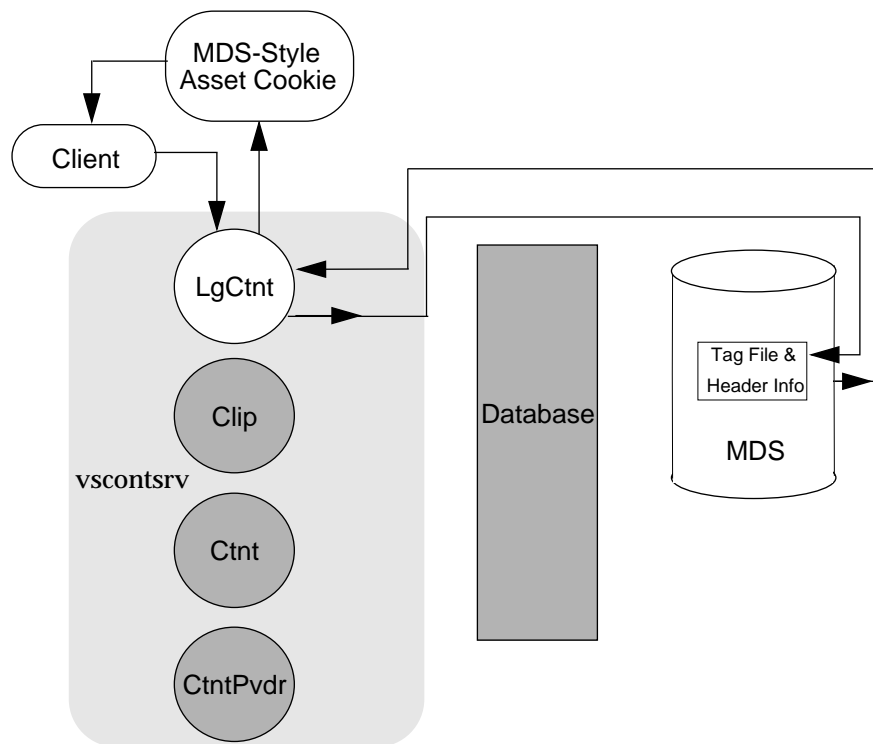 MDS-Style
Asset Cookie
Client
LgCtnt
Tag File &
Header Info
Clip
Database
MDS
vscontsrv
Ctnt
CtntPvdr